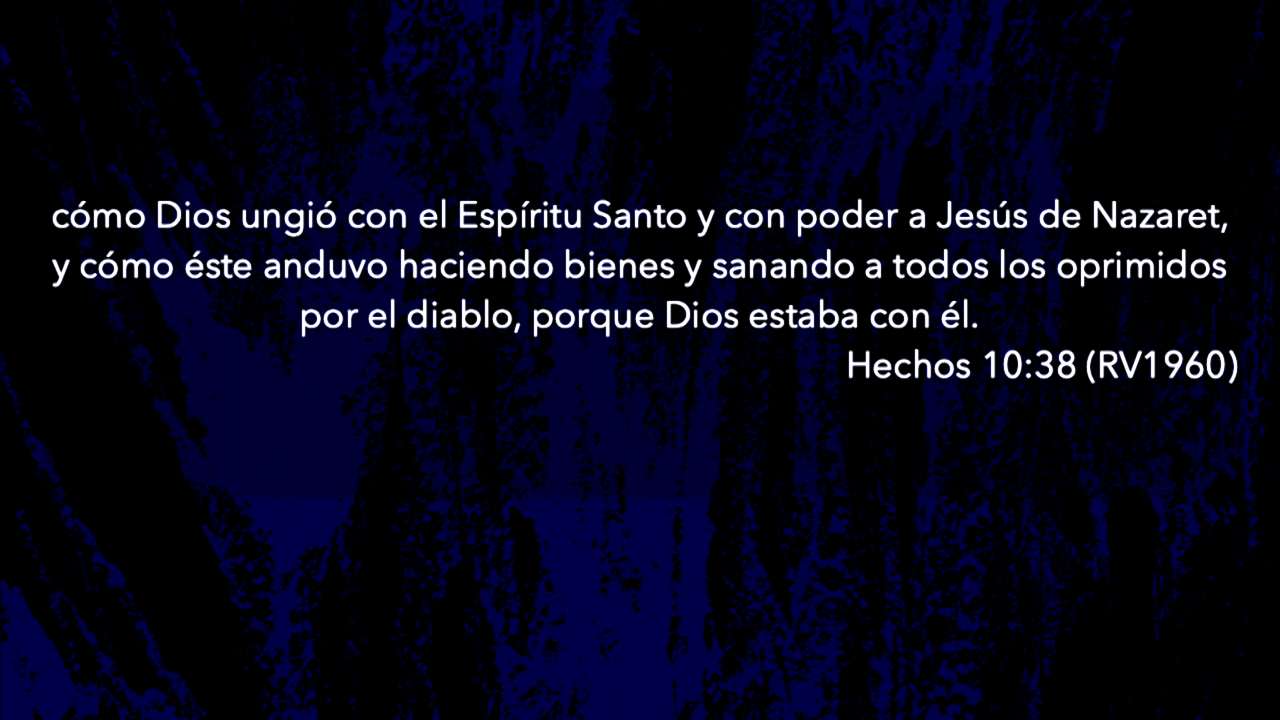 cómo Dios ungió con el Espíritu Santo y con poder a Jesús de Nazaret,
y cómo éste anduvo haciendo bienes y sanando a todos los oprimidos
por el diablo, porque Dios estaba con él.
Hechos 10:38 (RV1960)